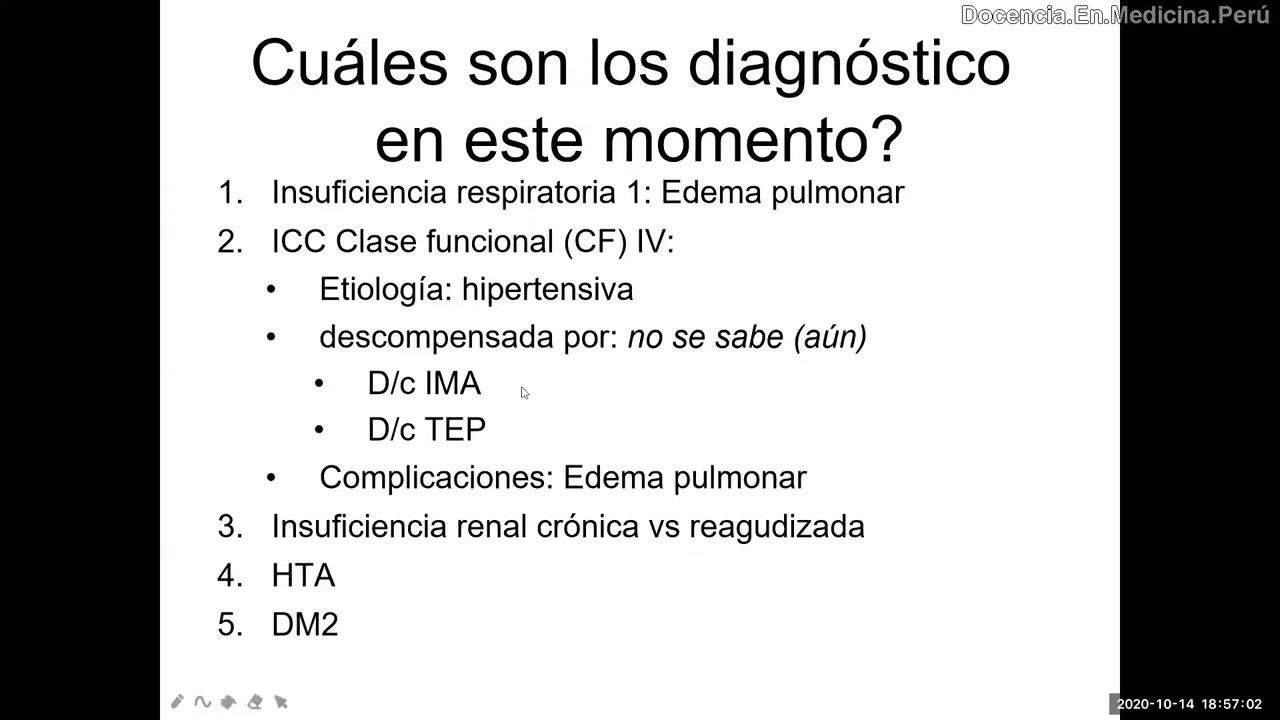 Docencia.En.Medicina.Perú
Cuáles son los diagnóstico
en este momento?
1. Insuficiencia respiratoria 1: Edema pulmonar
2. ICC Clase funcional (CF) IV:
• Etiología: hipertensiva
• descompensada por: no se sabe (aún)
• D/c IMA
• D/c TEP
• Complicaciones: Edema pulmonar
3. Insuficiencia renal crónica vs reagudizada
4. HTA
5. DM2
2020-10-14 18:57:02